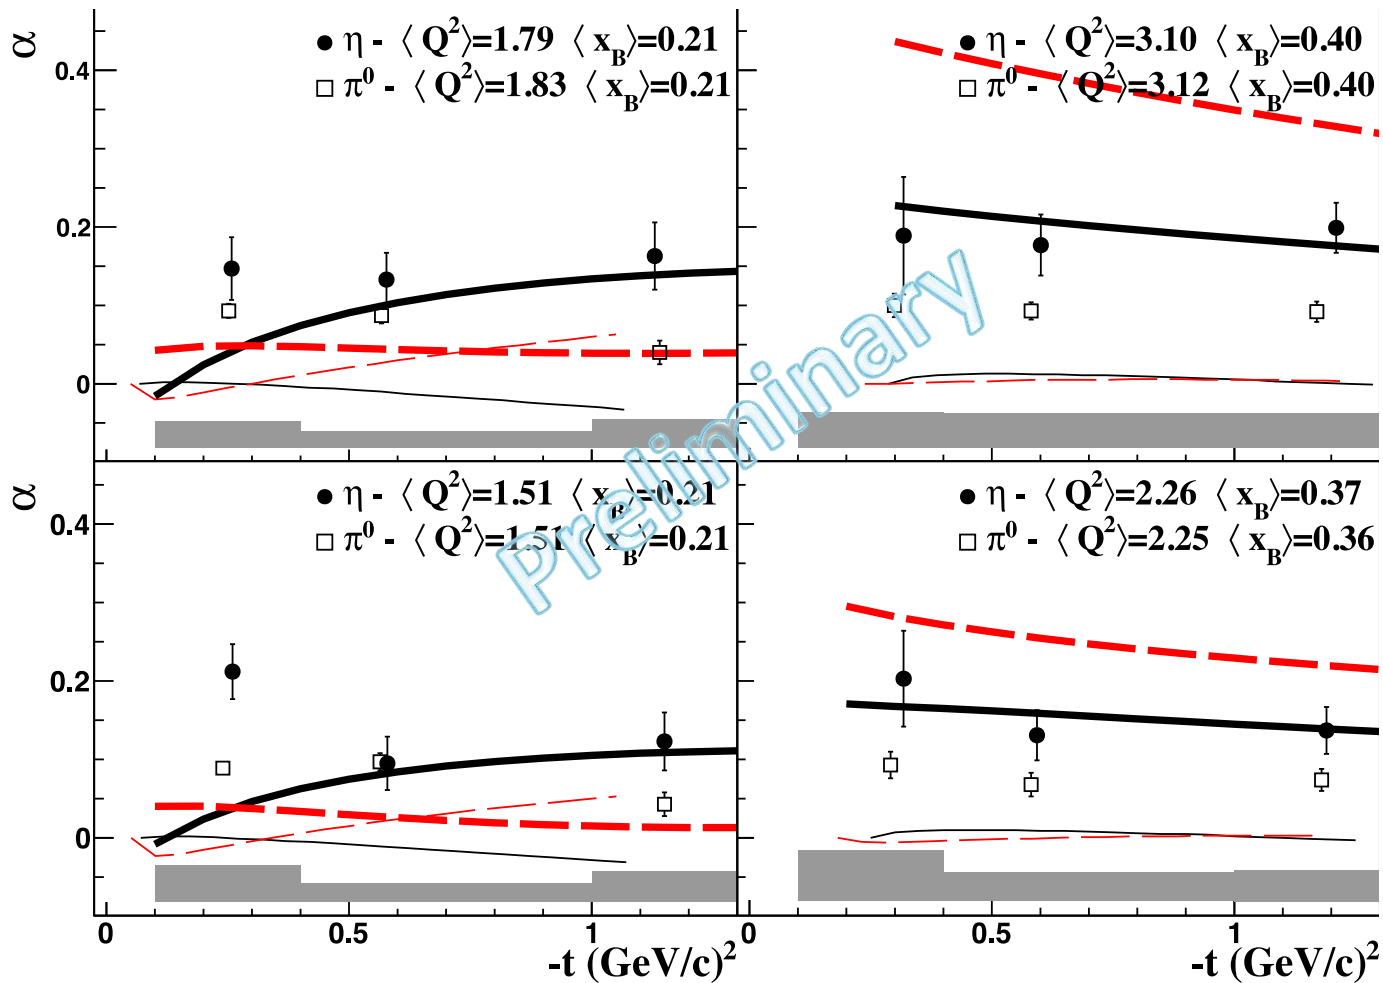 α
η - ⟨ Q²⟩=1.79 ⟨ x_B⟩=0.21
π⁰ - ⟨ Q²⟩=1.83 ⟨ x_B⟩=0.21
0.4
0.2
0
η - ⟨ Q²⟩=3.10 ⟨ x_B⟩=0.40
π⁰ - ⟨ Q²⟩=3.12 ⟨ x_B⟩=0.40
Preliminary
α
η - ⟨ Q²⟩=1.51 ⟨ x_B⟩=0.21
π⁰ - ⟨ Q²⟩=1.51 ⟨ x_B⟩=0.21
0.4
0.2
0
η - ⟨ Q²⟩=2.26 ⟨ x_B⟩=0.37
π⁰ - ⟨ Q²⟩=2.25 ⟨ x_B⟩=0.36
0 0.5 1
-t (GeV/c)²
0 0.5 1
-t (GeV/c)²